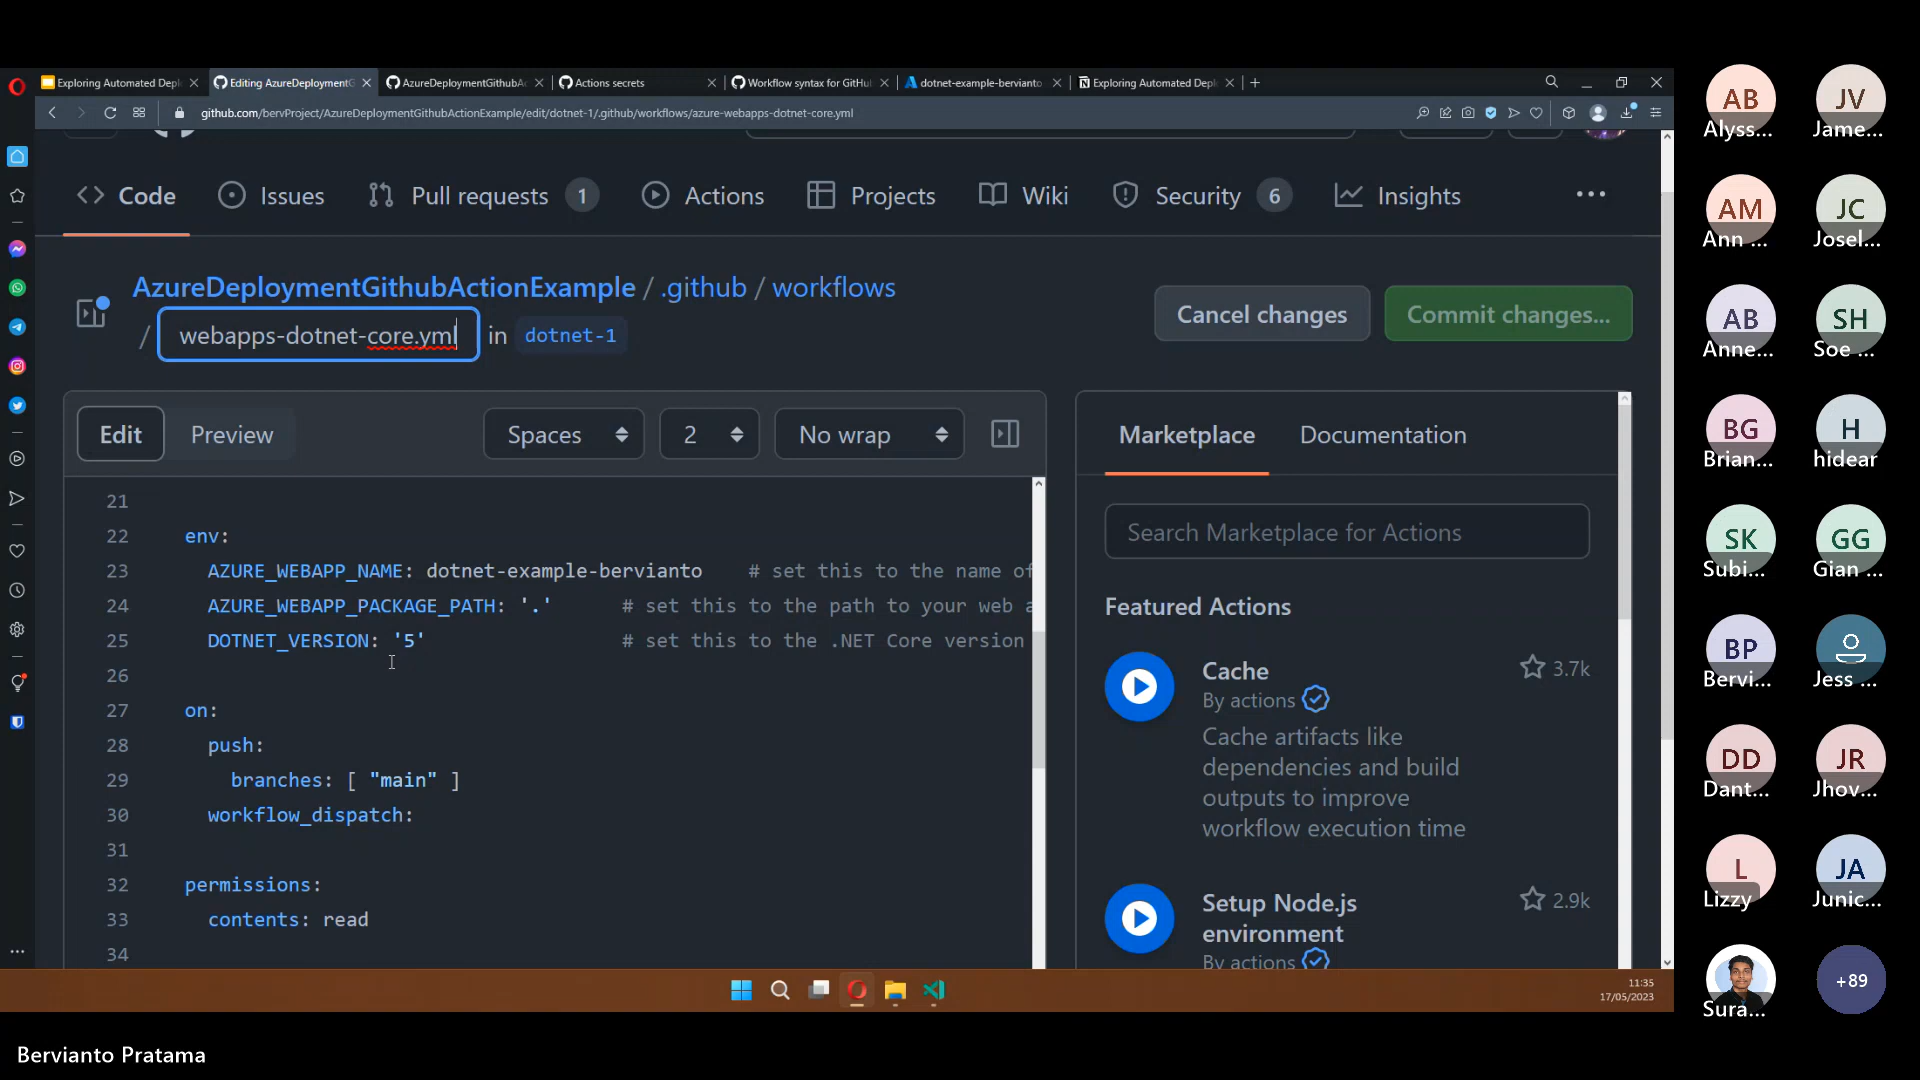 Exploring Automated Depl
Editing AzureDeploymentG
AzureDeploymentGithubAc
Actions secrets
Workflow syntax for GitHu
dotnet-example-bervianto
Exploring Automated Depl
github.com/bervProject/AzureDeploymentGithubActionExample/edit/dotnet-1/.github/workflows/azure-webapps-dotnet-core.yml
Code
Issues
Pull requests 1
Actions
Projects
Wiki
Security 6
Insights
AzureDeploymentGithubActionExample / .github / workflows
/ webapps-dotnet-core.yml in dotnet-1
Cancel changes
Commit changes...
Edit
Preview
Spaces
2
No wrap
21
22 env:
23 AZURE_WEBAPP_NAME: dotnet-example-bervianto # set this to the name of
24 AZURE_WEBAPP_PACKAGE_PATH: '.' # set this to the path to your web a
25 DOTNET_VERSION: '5' # set this to the .NET Core version
26
27 on:
28 push:
29 branches: [ "main" ]
30 workflow_dispatch:
31
32 permissions:
33 contents: read
34
Marketplace
Documentation
Search Marketplace for Actions
Featured Actions
Cache
3.7k
By actions
Cache artifacts like
dependencies and build
outputs to improve
workflow execution time
Setup Node.js
environment
2.9k
By actions
11:35
17/05/2023
AB
Alyss...
JV
Jame...
AM
Ann ...
JC
Josel...
AB
Anne...
SH
Soe ...
BG
Brian...
H
hidear
SK
Subi...
GG
Gian ...
BP
Bervi...
Jess ...
DD
Dant...
JR
Jhov...
L
Lizzy
JA
Junic...
Sura...
+89
Bervianto Pratama